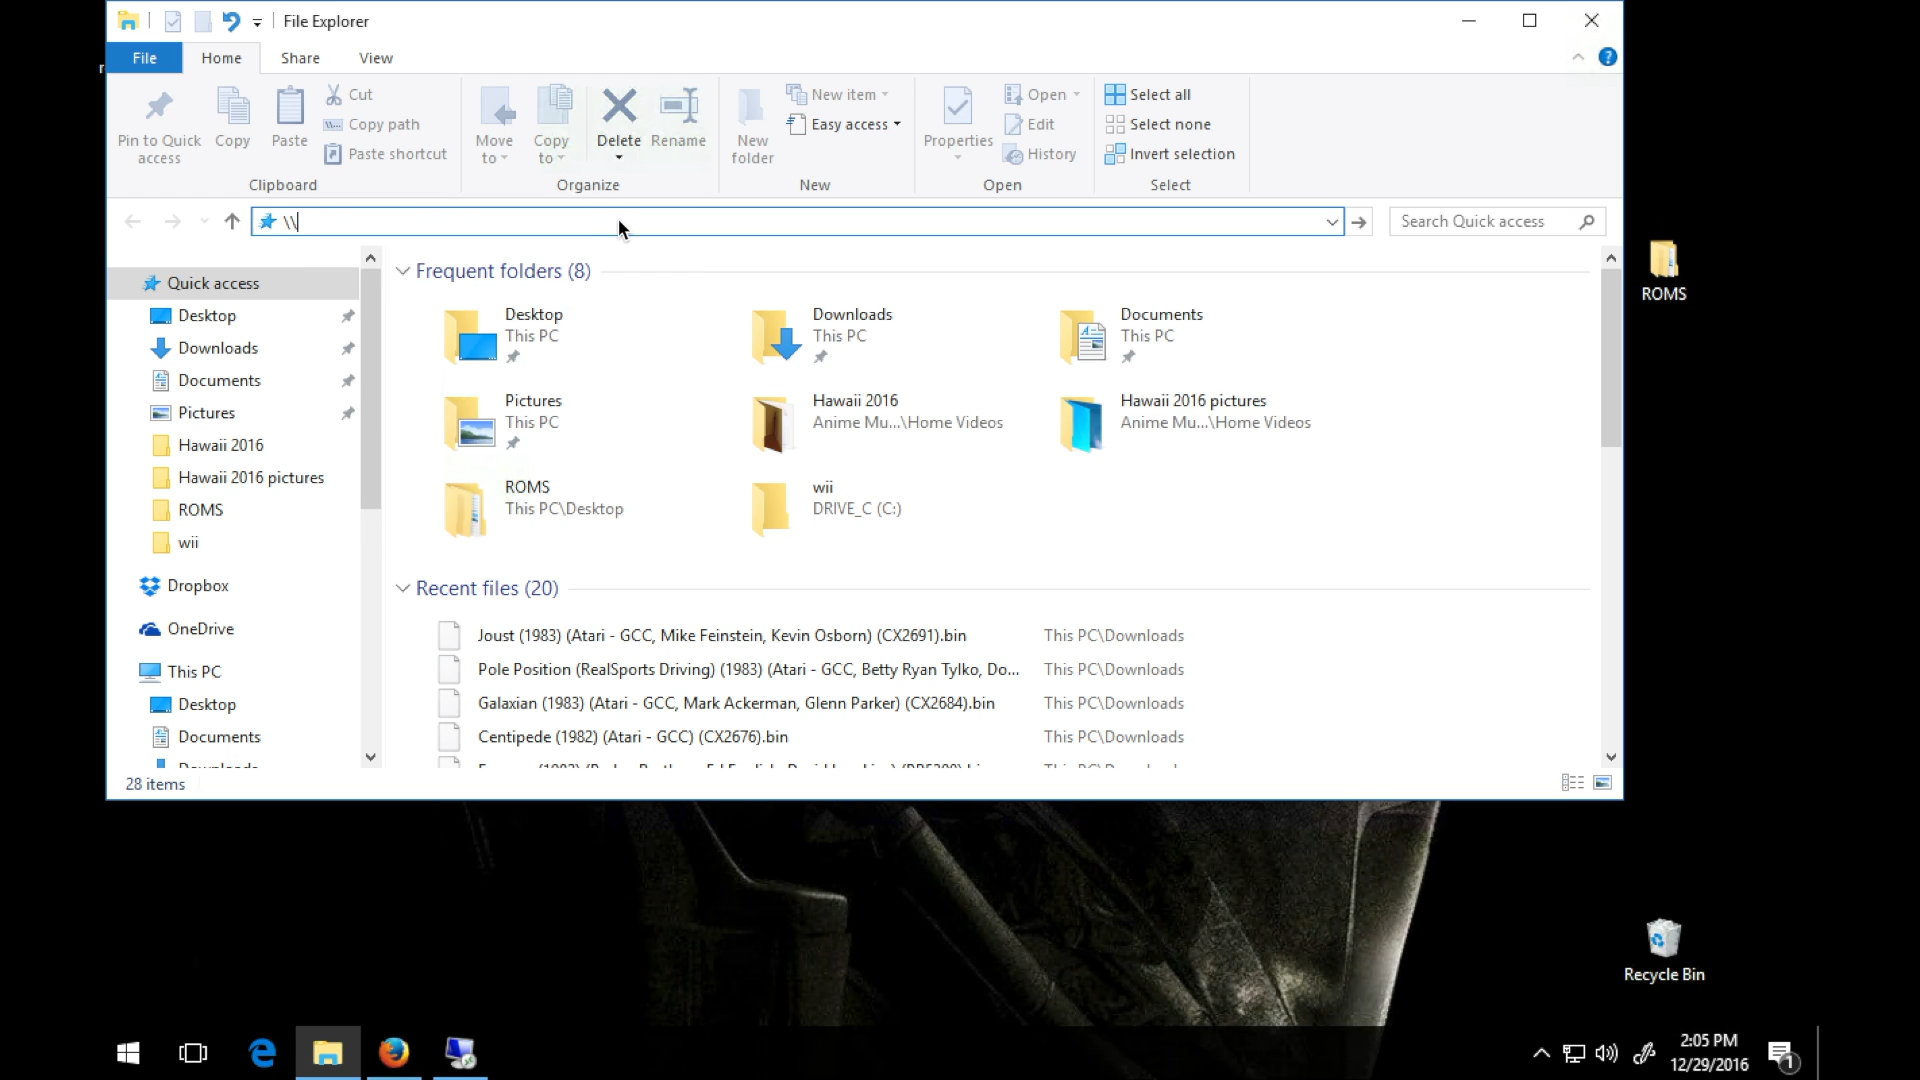 File Explorer
File Home Share View
Pin to Quick access
Copy
Paste
Cut
Copy path
Paste shortcut
Clipboard
Move to
Copy to
Delete
Rename
Organize
New folder
New item
Easy access
New
Properties
Open
Edit
History
Open
Select all
Select none
Invert selection
Select
\\
Search Quick access
Quick access
Desktop
Downloads
Documents
Pictures
Hawaii 2016
Hawaii 2016 pictures
ROMS
wii
Dropbox
OneDrive
This PC
Desktop
Documents
Downloads
Frequent folders (8)
Desktop
This PC
Downloads
This PC
Documents
This PC
Pictures
This PC
Hawaii 2016
Anime Mu...\Home Videos
Hawaii 2016 pictures
Anime Mu...\Home Videos
ROMS
This PC\Desktop
wii
DRIVE_C (C:)
Recent files (20)
Joust (1983) (Atari - GCC, Mike Feinstein, Kevin Osborn) (CX2691).bin This PC\Downloads
Pole Position (RealSports Driving) (1983) (Atari - GCC, Betty Ryan Tylko, Do... This PC\Downloads
Galaxian (1983) (Atari - GCC, Mark Ackerman, Glenn Parker) (CX2684).bin This PC\Downloads
Centipede (1982) (Atari - GCC) (CX2676).bin This PC\Downloads
28 items
ROMS
Recycle Bin
2:05 PM
12/29/2016
1